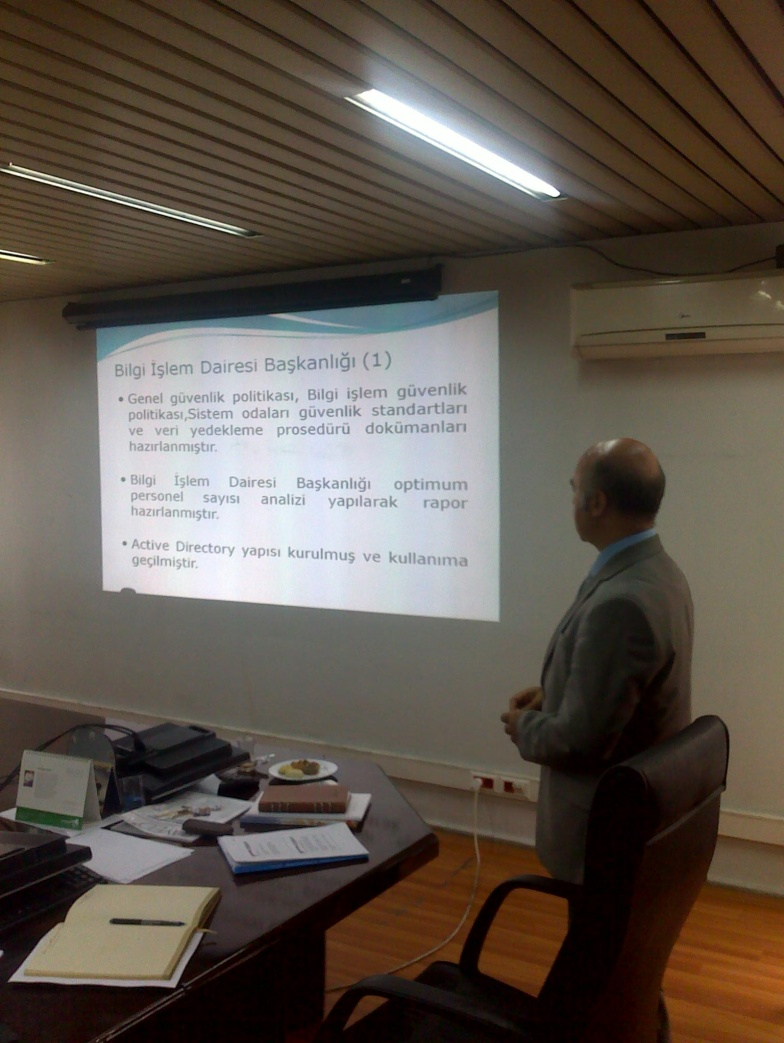 Bilgi İşlem Dairesi Başkanlığı (1)
• Genel güvenlik politikası, Bilgi işlem güvenlik
politikası,Sistem odaları güvenlik standartları
ve veri yedekleme prosedürü dokümanları
hazırlanmıştır.
• Bilgi İşlem Dairesi Başkanlığı optimum
personel sayısı analizi yapılarak rapor
hazırlanmıştır.
• Active Directory yapısı kurulmuş ve kullanıma
geçilmiştir.